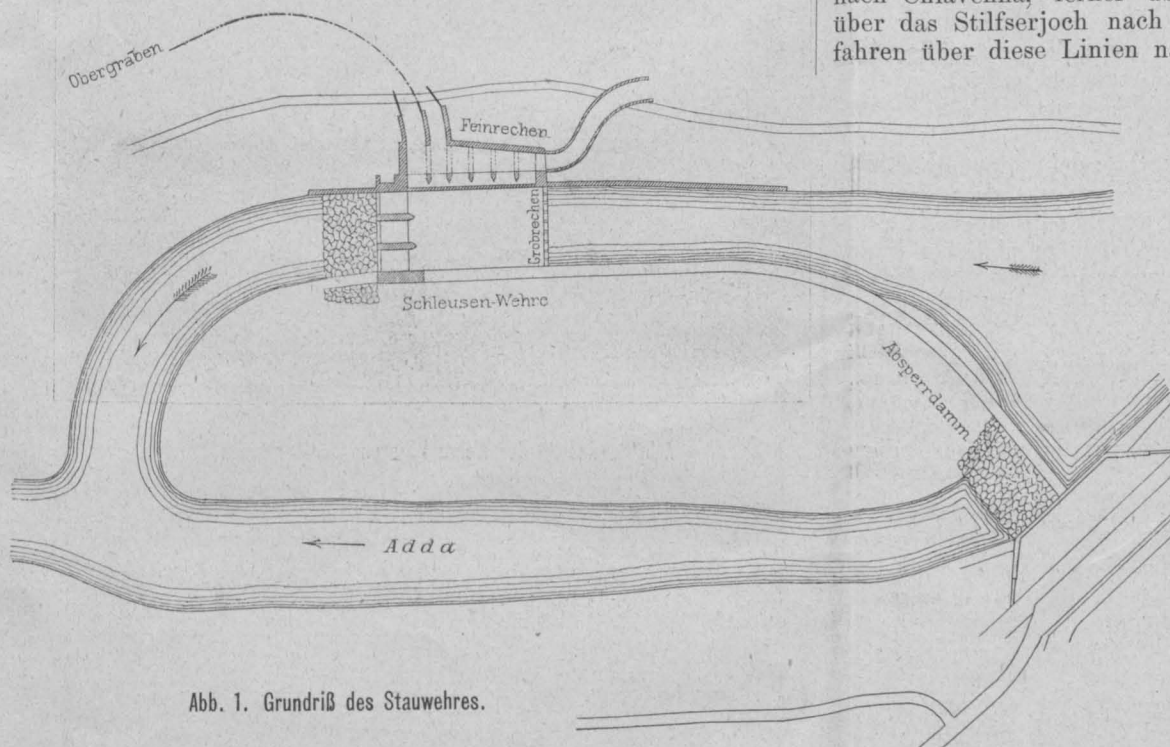 über das Stilfserjoch nach
fahren über diese Linien
Obergraben
Feinrechen
Grobrechen
Schleusen-Wehre
Absperrdamm
Adda
Abb. 1. Grundriß des Stauwehres.